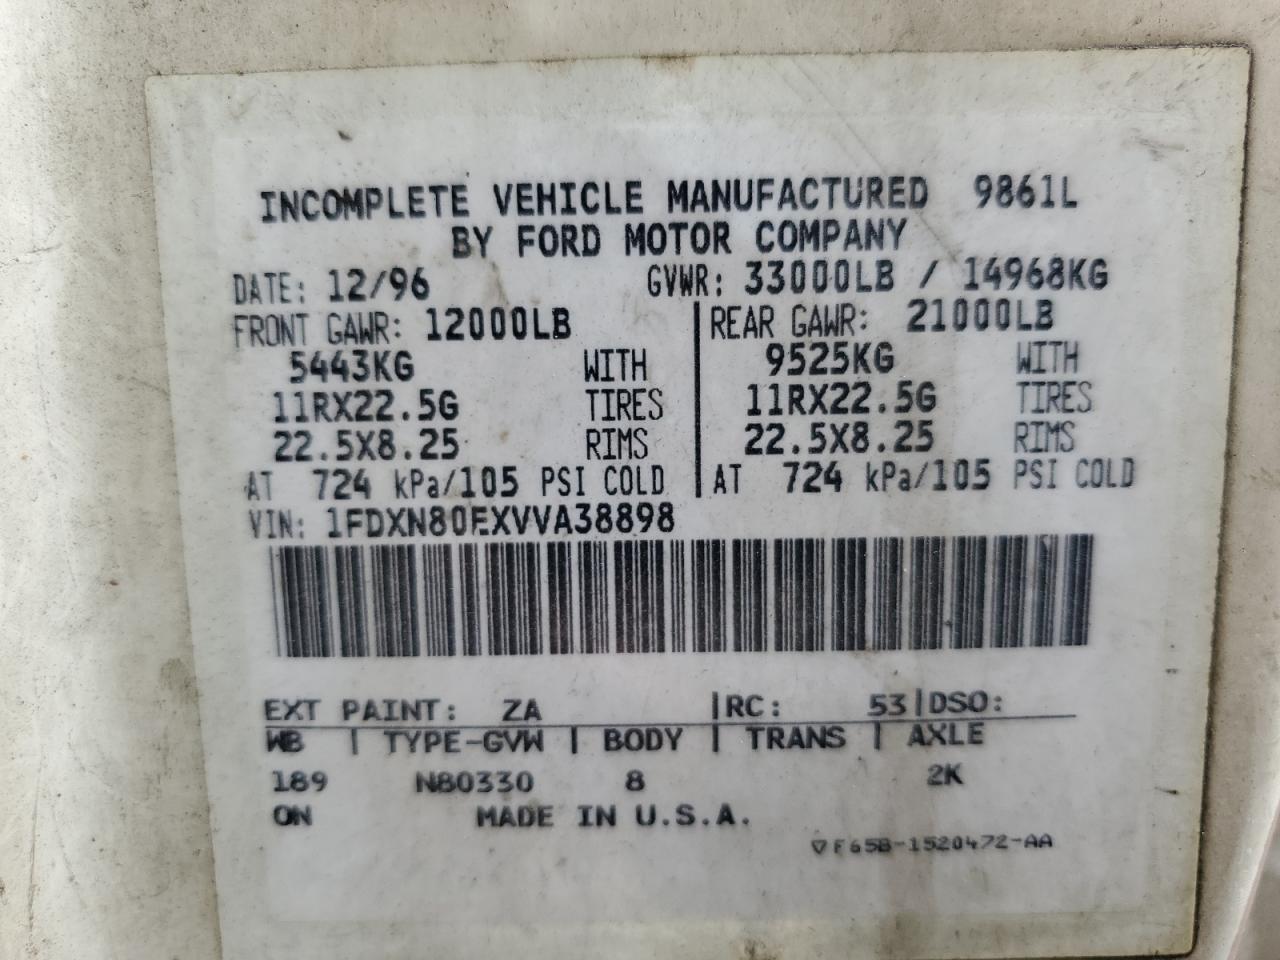 INCOMPLETE VEHICLE MANUFACTURED 9861L
BY FORD MOTOR COMPANY
DATE: 12/96 GVWR: 33000LB / 14968KG
FRONT GAWR: 12000LB REAR GAWR: 21000LB
5443KG WITH 9525KG WITH
11RX22.5G TIRES 11RX22.5G TIRES
22.5X8.25 RIMS 22.5X8.25 RIMS
AT 724 kPa/105 PSI COLD AT 724 kPa/105 PSI COLD
VIN: 1FDXN80EXVVA38898
EXT PAINT: ZA |RC: 53|DSO:
WB | TYPE-GVW | BODY | TRANS | AXLE
189 N80330 8 2K
ON MADE IN U.S.A.
▽F65B-1520472-AA